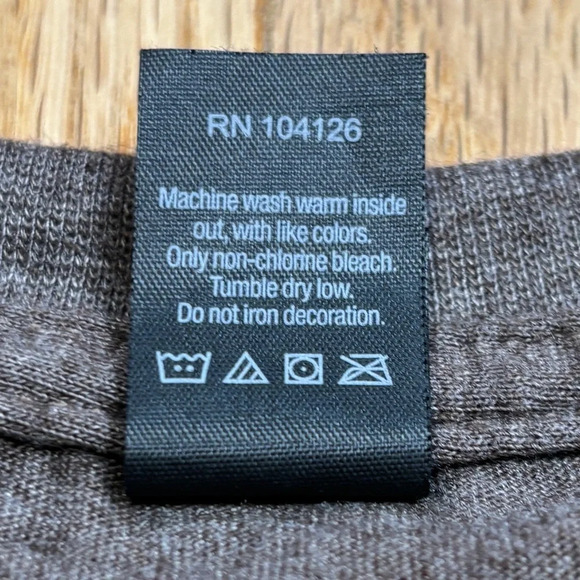 RN 104126
Machine wash warm inside
out, with like colors.
Only non-chlorine bleach.
Tumble dry low.
Do not iron decoration.